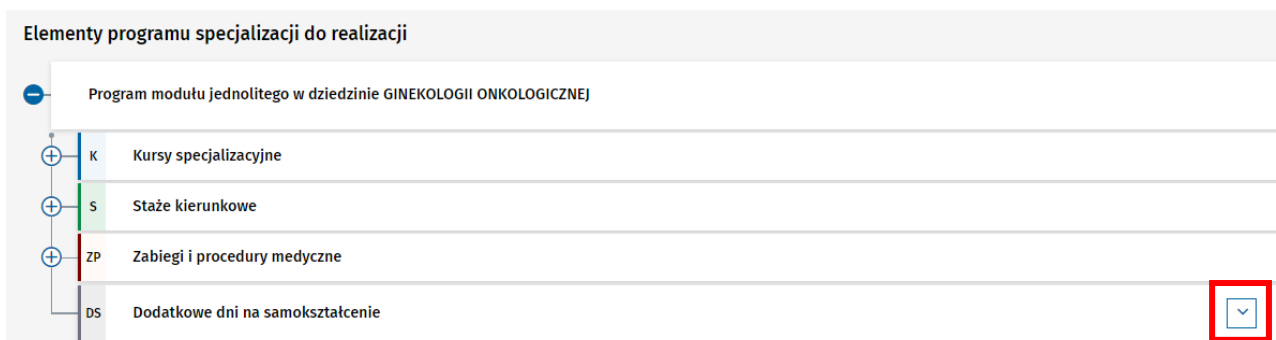 Elementy programu specjalizacji do realizacji
Program modułu jednolitego w dziedzinie GINEKOLOGII ONKOLOGICZNEJ
K Kursy specjalizacyjne
S Staże kierunkowe
ZP Zabiegi i procedury medyczne
DS Dodatkowe dni na samokształcenie